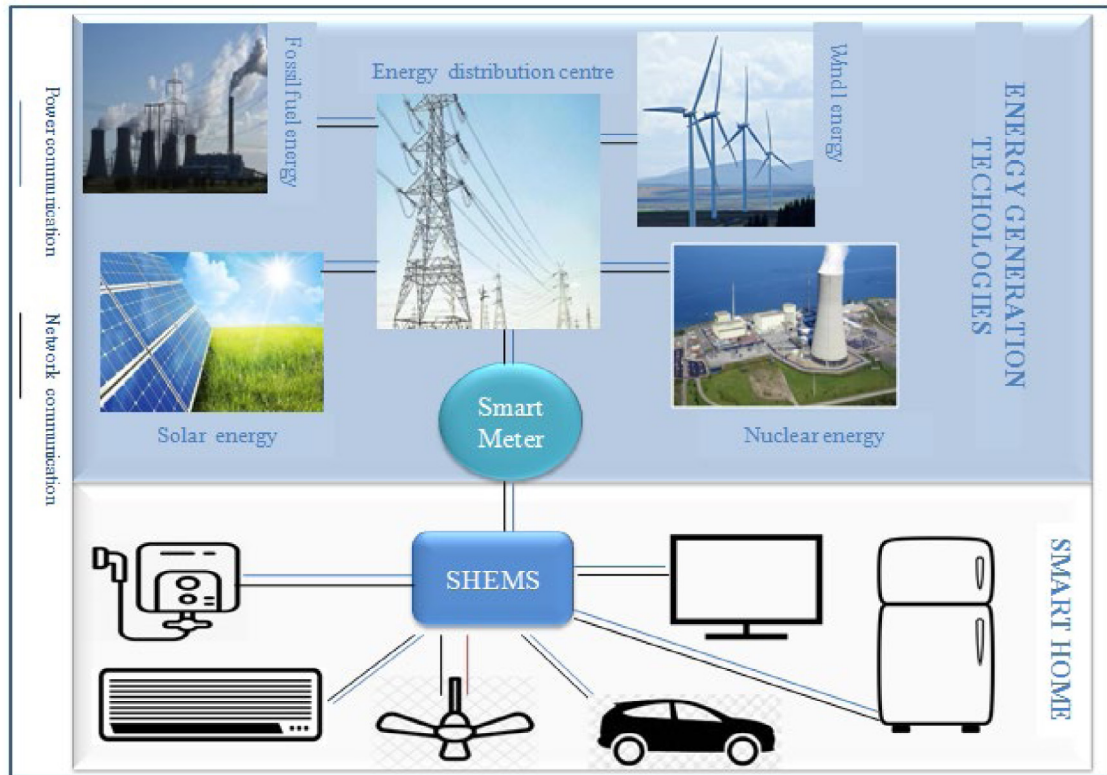 Power communication
Network communication
Fossil fuel energy
Energy distribution centre
Wind l energy
ENERGY GENERATION
TECHOLOGIES
Solar energy
Smart
Meter
Nuclear energy
SHEMS
SMART HOME